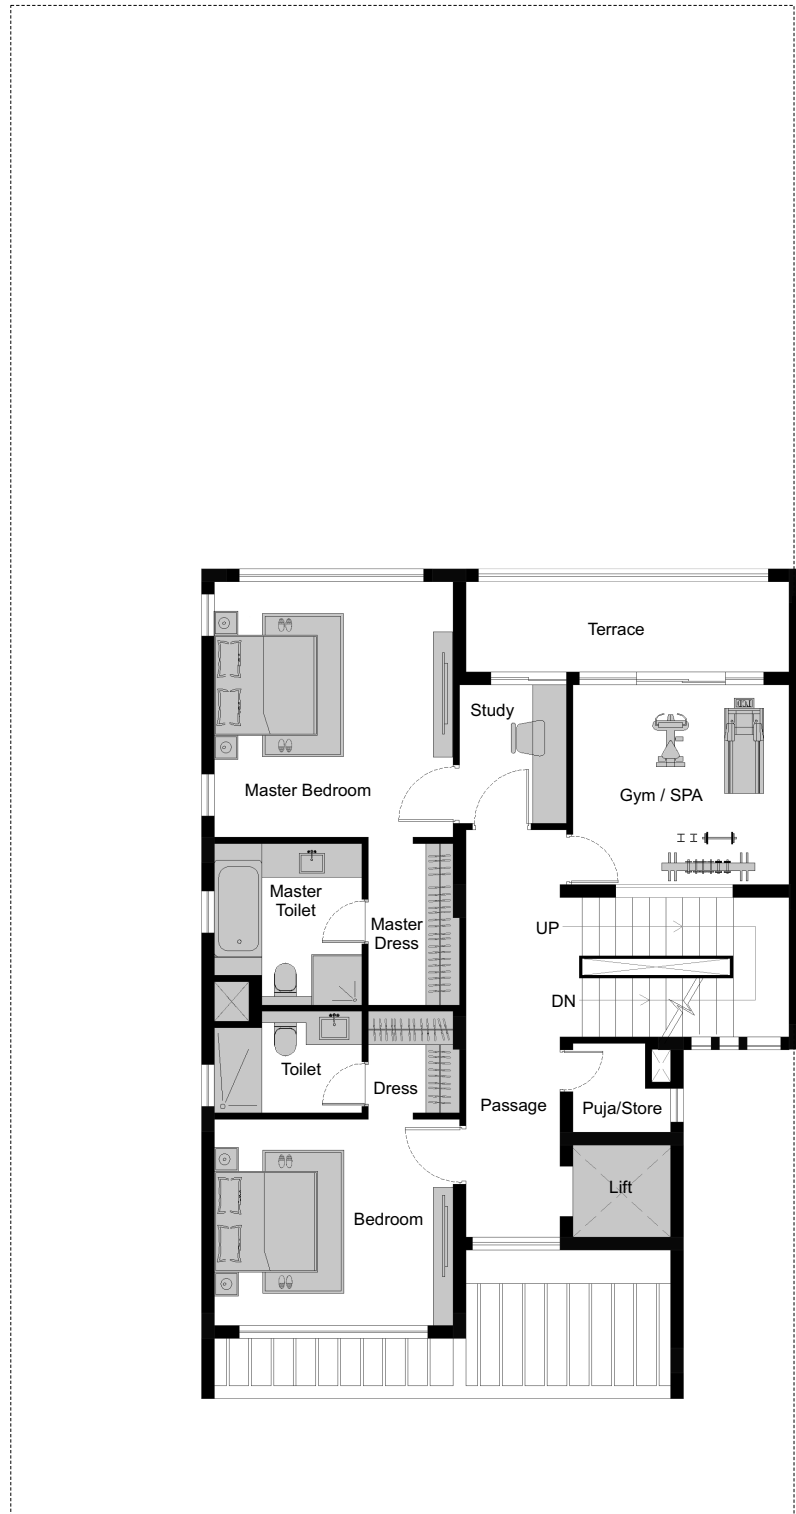 Terrace
Study
Master Bedroom
Gym / SPA
Master
Toilet
Master
Dress
UP
DN
Toilet
Dress
Passage
Puja/Store
Lift
Bedroom